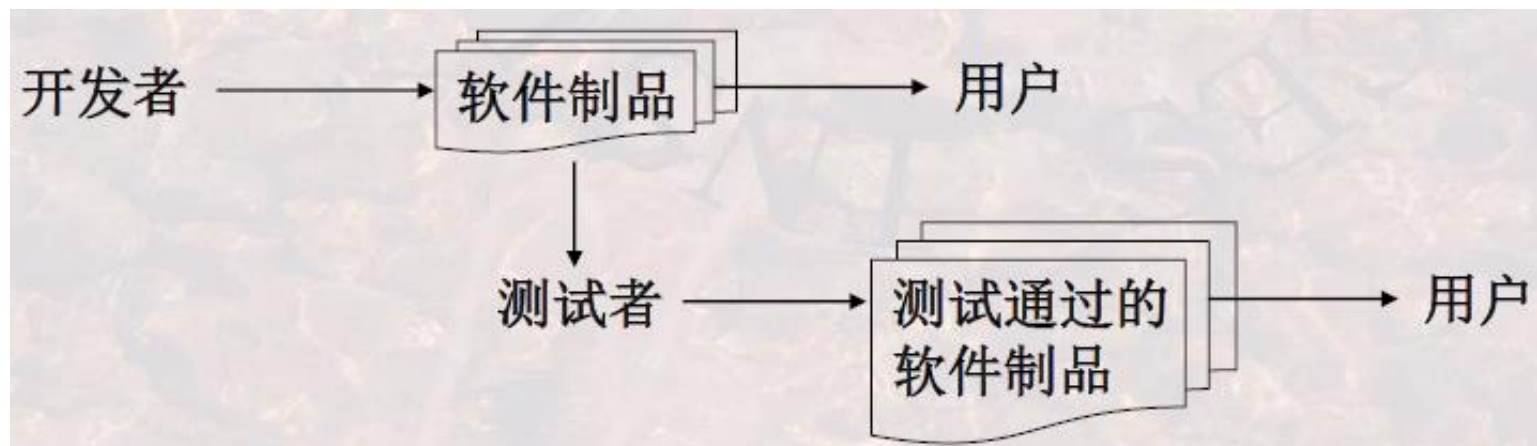 开发者
软件制品
用户
测试者
测试通过的
软件制品
用户